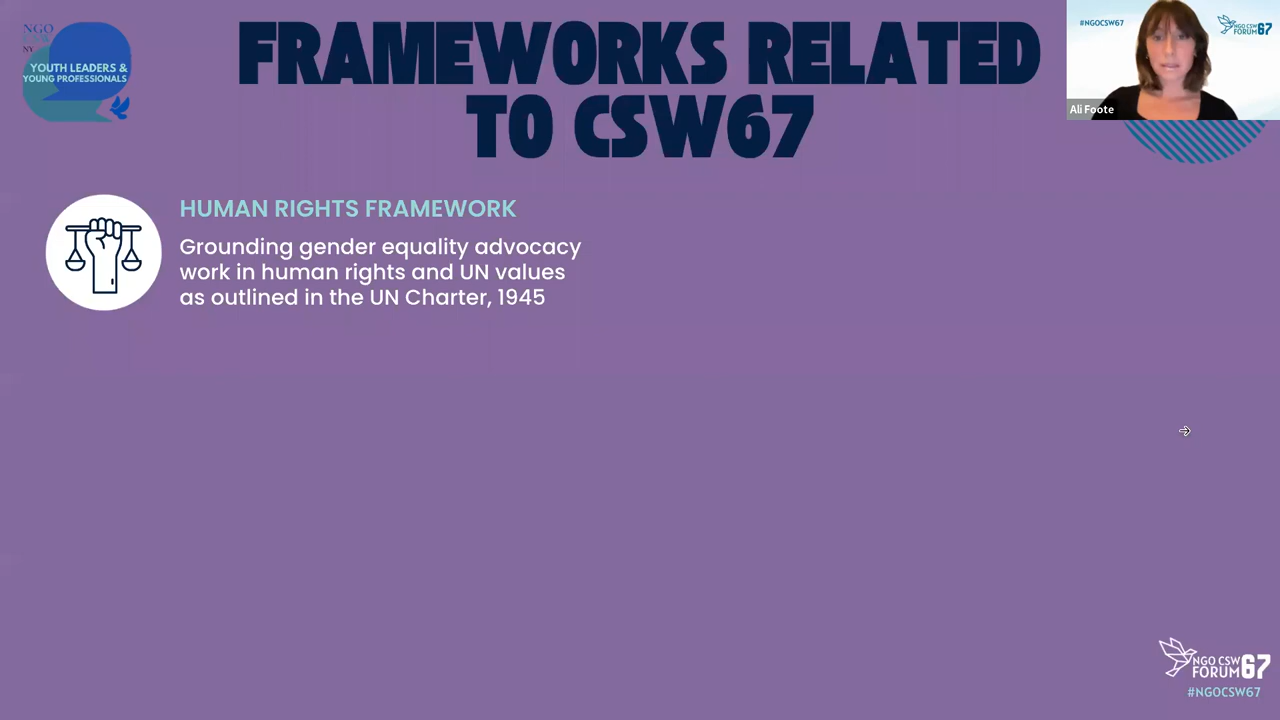 NGO
CSW
NY
YOUTH LEADERS &
YOUNG PROFESSIONALS
FRAMEWORKS RELATED
TO CSW67
#NGOCSW67
NGO CSW
FORUM67
Ali Foote
HUMAN RIGHTS FRAMEWORK
Grounding gender equality advocacy
work in human rights and UN values
as outlined in the UN Charter, 1945
NGO CSW
FORUM67
#NGOCSW67